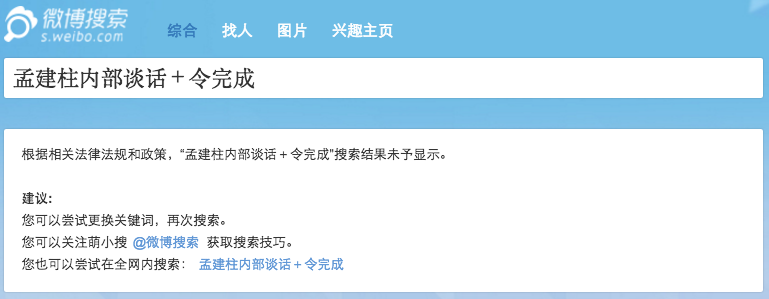 微博搜索
s.weibo.com
综合 找人 图片 兴趣主页
孟建柱内部谈话＋令完成
根据相关法律法规和政策，“孟建柱内部谈话＋令完成”搜索结果未予显示。
建议：
您可以尝试更换关键词，再次搜索。
您可以关注萌小搜 @微博搜索 获取搜索技巧。
您也可以尝试在全网内搜索： 孟建柱内部谈话＋令完成